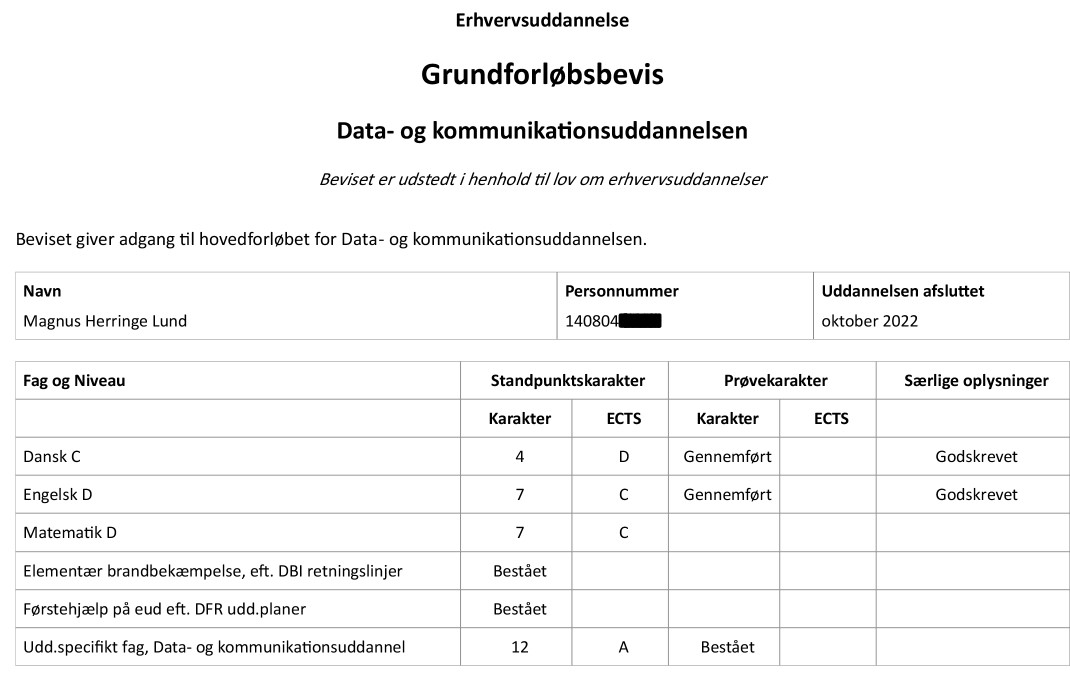 Erhvervsuddannelse
Grundforløbsbevis
Data- og kommunikationsuddannelsen
Beviset er udstedt i henhold til lov om erhvervsuddannelser
Beviset giver adgang til hovedforløbet for Data- og kommunikationsuddannelsen.
Navn Personnummer Uddannelsen afsluttet
Magnus Herringe Lund 140804 oktober 2022
Fag og Niveau Standpunktskarakter Prøvekarakter Særlige oplysninger
Karakter ECTS Karakter ECTS
Dansk C 4 D Gennemført Godskrevet
Engelsk D 7 C Gennemført Godskrevet
Matematik D 7 C
Elementær brandbekæmpelse, eft. DBI retningslinjer Bestået
Førstehjælp på eud eft. DFR udd.planer Bestået
Udd.specifikt fag, Data- og kommunikationsuddannel 12 A Bestået